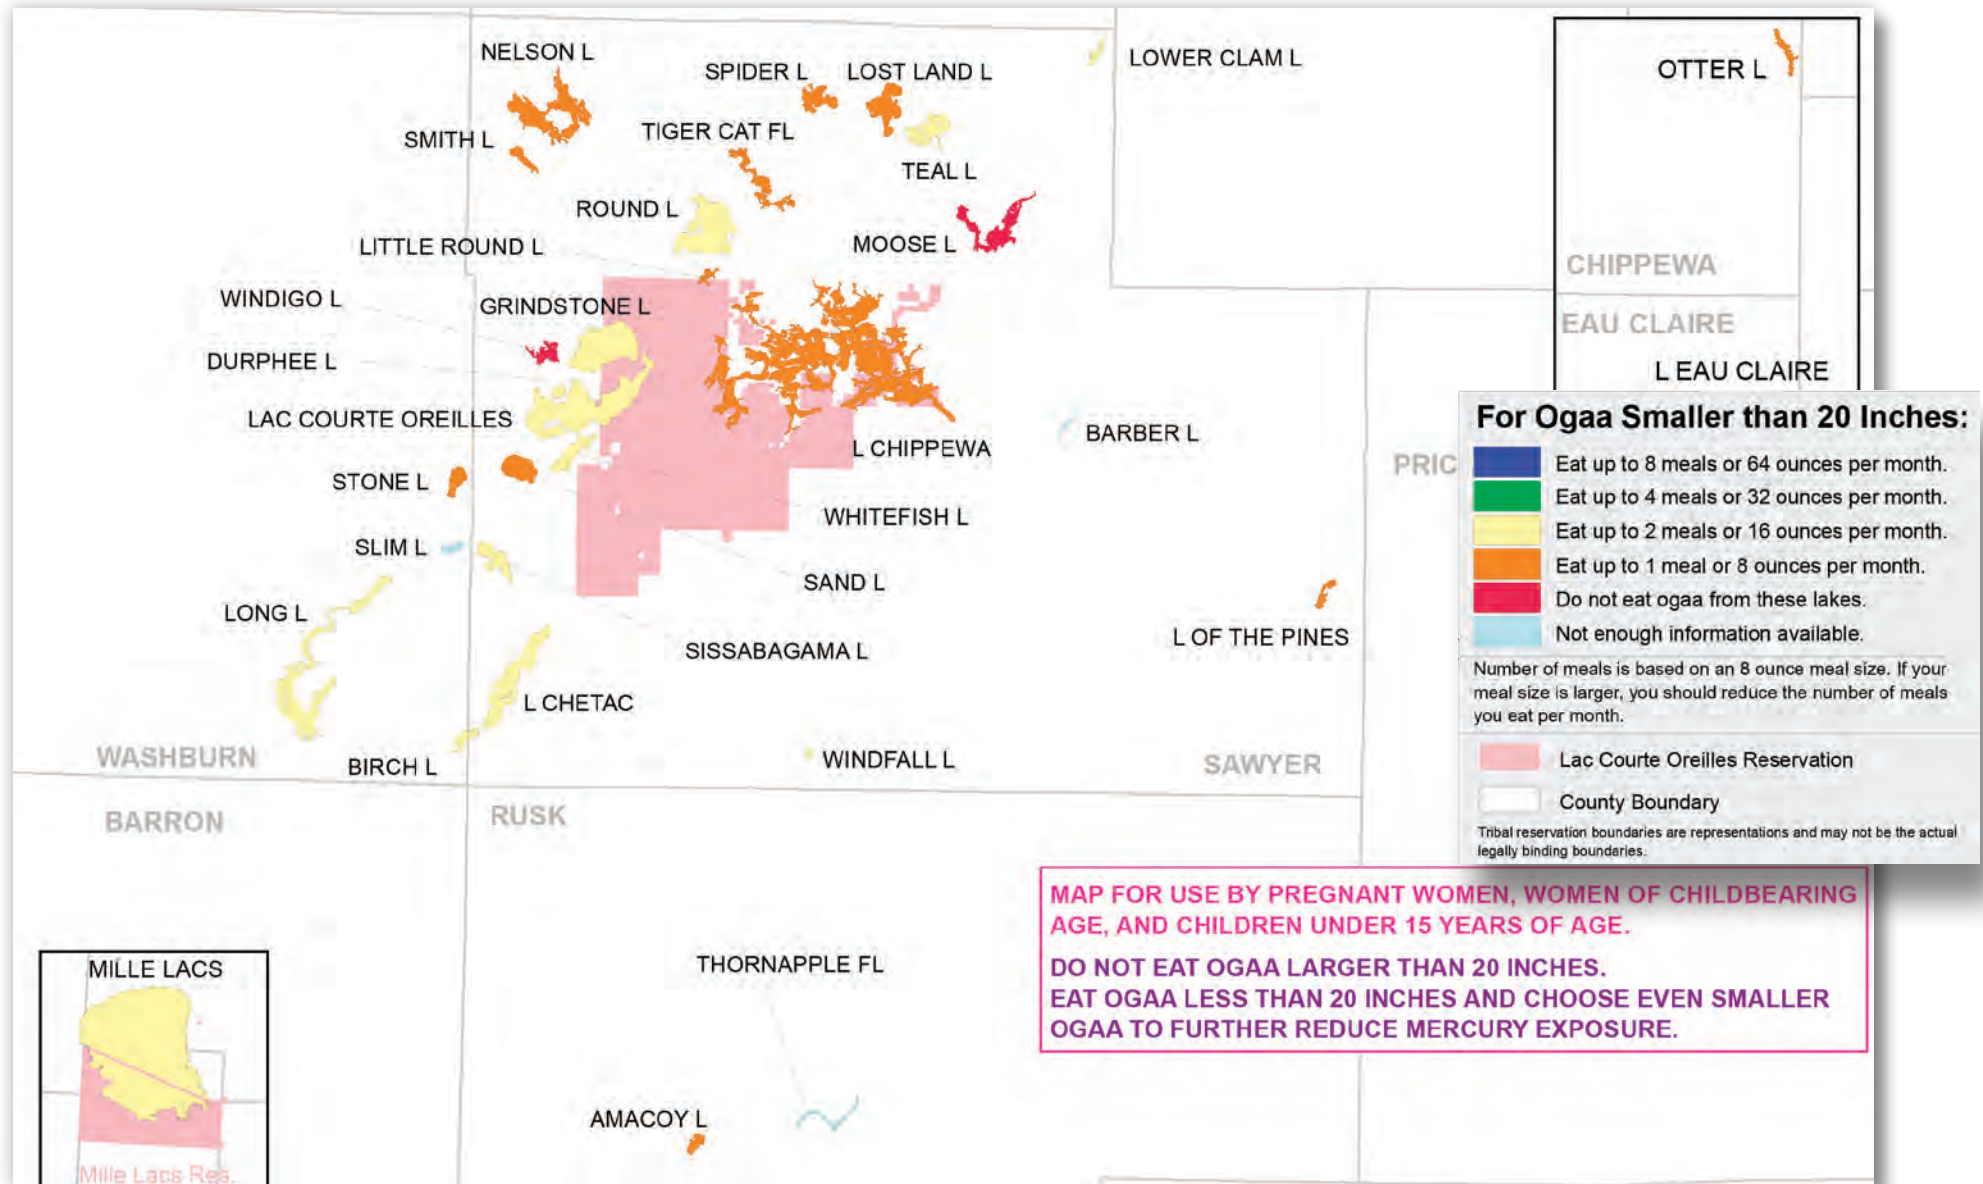 NELSON L
SPIDER L
LOST LAND L
LOWER CLAM L
OTTER L
SMITH L
TIGER CAT FL
TEAL L
ROUND L
LITTLE ROUND L
MOOSE L
CHIPPEWA
WINDIGO L
GRINDSTONE L
EAU CLAIRE
DURPHEE L
L EAU CLAIRE
LAC COURTE OREILLES
BARBER L
L CHIPPEWA
PRIC
STONE L
WHITEFISH L
SLIM L
SAND L
LONG L
L OF THE PINES
SISSABAGAMA L
L CHETAC
WASHBURN
BIRCH L
WINDFALL L
SAWYER
BARRON
RUSK
For Ogaa Smaller than 20 Inches:
Eat up to 8 meals or 64 ounces per month.
Eat up to 4 meals or 32 ounces per month.
Eat up to 2 meals or 16 ounces per month.
Eat up to 1 meal or 8 ounces per month.
Do not eat ogaa from these lakes.
Not enough information available.
Number of meals is based on an 8 ounce meal size. If your
meal size is larger, you should reduce the number of meals
you eat per month.
Lac Courte Oreilles Reservation
County Boundary
Tribal reservation boundaries are representations and may not be the actual
legally binding boundaries.
MAP FOR USE BY PREGNANT WOMEN, WOMEN OF CHILDBEARING
AGE, AND CHILDREN UNDER 15 YEARS OF AGE.
DO NOT EAT OGAA LARGER THAN 20 INCHES.
EAT OGAA LESS THAN 20 INCHES AND CHOOSE EVEN SMALLER
OGAA TO FURTHER REDUCE MERCURY EXPOSURE.
MILLE LACS
Mille Lacs Res.
THORNAPPLE FL
AMACOY L